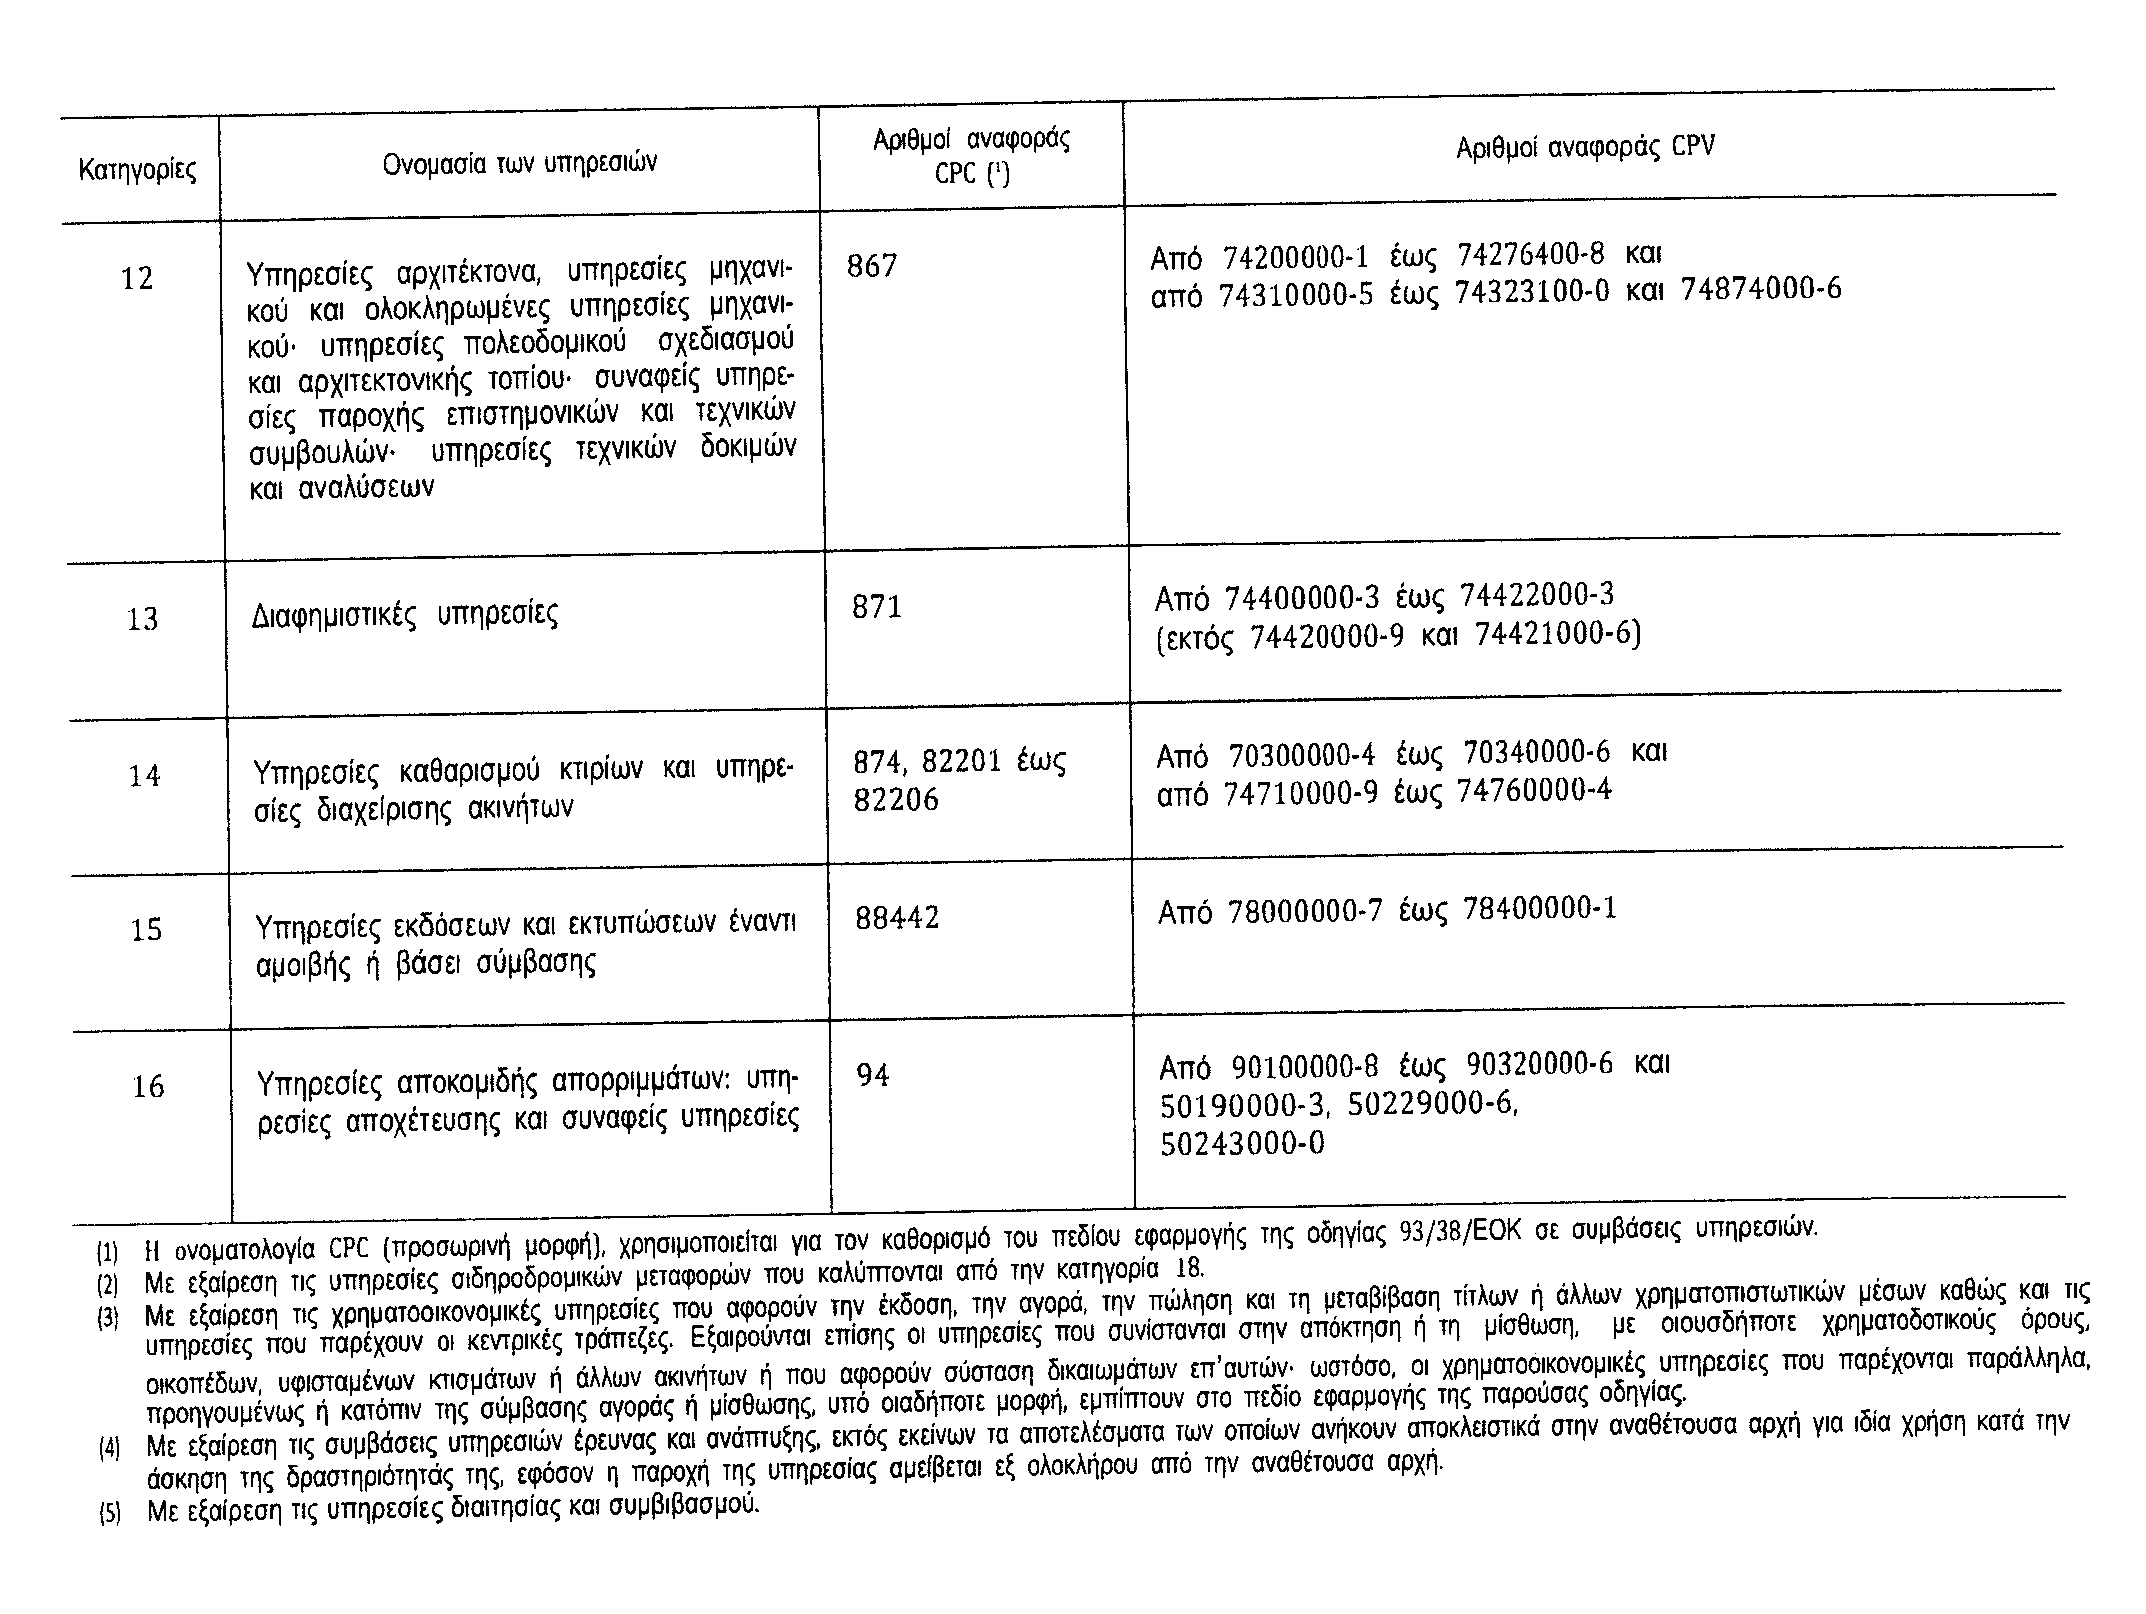 Κατηγορίες
Ονομασία των υπηρεσιών
Αριθμοί αναφοράς
CPC (¹)
Αριθμοί αναφοράς CPV
12
Υπηρεσίες αρχιτέκτονα, υπηρεσίες μηχανι-
κού και ολοκληρωμένες υπηρεσίες μηχανι-
κού· υπηρεσίες πολεοδομικού σχεδιασμού
και αρχιτεκτονικής τοπίου· συναφείς υπηρε-
σίες παροχής επιστημονικών και τεχνικών
συμβουλών· υπηρεσίες τεχνικών δοκιμών
και αναλύσεων
867
Από 74200000-1 έως 74276400-8 και
από 74310000-5 έως 74323100-0 και 74874000-6
13
Διαφημιστικές υπηρεσίες
871
Από 74400000-3 έως 74422000-3
(εκτός 74420000-9 και 74421000-6)
14
Υπηρεσίες καθαρισμού κτιρίων και υπηρε-
σίες διαχείρισης ακινήτων
874, 82201 έως
82206
Από 70300000-4 έως 70340000-6 και
από 74710000-9 έως 74760000-4
15
Υπηρεσίες εκδόσεων και εκτυπώσεων έναντι
αμοιβής ή βάσει σύμβασης
88442
Από 78000000-7 έως 78400000-1
16
Υπηρεσίες αποκομιδής απορριμμάτων: υπη-
ρεσίες αποχέτευσης και συναφείς υπηρεσίες
94
Από 90100000-8 έως 90320000-6 και
50190000-3, 50229000-6,
50243000-0
(1) Η ονοματολογία CPC (προσωρινή μορφή), χρησιμοποιείται για τον καθορισμό του πεδίου εφαρμογής της οδηγίας 93/38/ΕΟΚ σε συμβάσεις υπηρεσιών.
(2) Με εξαίρεση τις υπηρεσίες σιδηροδρομικών μεταφορών που καλύπτονται από την κατηγορία 18.
(3) Με εξαίρεση τις χρηματοοικονομικές υπηρεσίες που αφορούν την έκδοση, την αγορά, την πώληση και τη μεταβίβαση τίτλων ή άλλων χρηματοπιστωτικών μέσων καθώς και τις
υπηρεσίες που παρέχουν οι κεντρικές τράπεζες. Εξαιρούνται επίσης οι υπηρεσίες που συνίστανται στην απόκτηση ή τη μίσθωση, με οιουσδήποτε χρηματοδοτικούς όρους,
οικοπέδων, υφισταμένων κτισμάτων ή άλλων ακινήτων ή που αφορούν σύσταση δικαιωμάτων επ'αυτών· ωστόσο, οι χρηματοοικονομικές υπηρεσίες που παρέχονται παράλληλα,
προηγουμένως ή κατόπιν της σύμβασης αγοράς ή μίσθωσης, υπό οιαδήποτε μορφή, εμπίπτουν στο πεδίο εφαρμογής της παρούσας οδηγίας.
(4) Με εξαίρεση τις συμβάσεις υπηρεσιών έρευνας και ανάπτυξης, εκτός εκείνων τα αποτελέσματα των οποίων ανήκουν αποκλειστικά στην αναθέτουσα αρχή για ιδία χρήση κατά την
άσκηση της δραστηριότητάς της, εφόσον η παροχή της υπηρεσίας αμείβεται εξ ολοκλήρου από την αναθέτουσα αρχή.
(5) Με εξαίρεση τις υπηρεσίες διαιτησίας και συμβιβασμού.